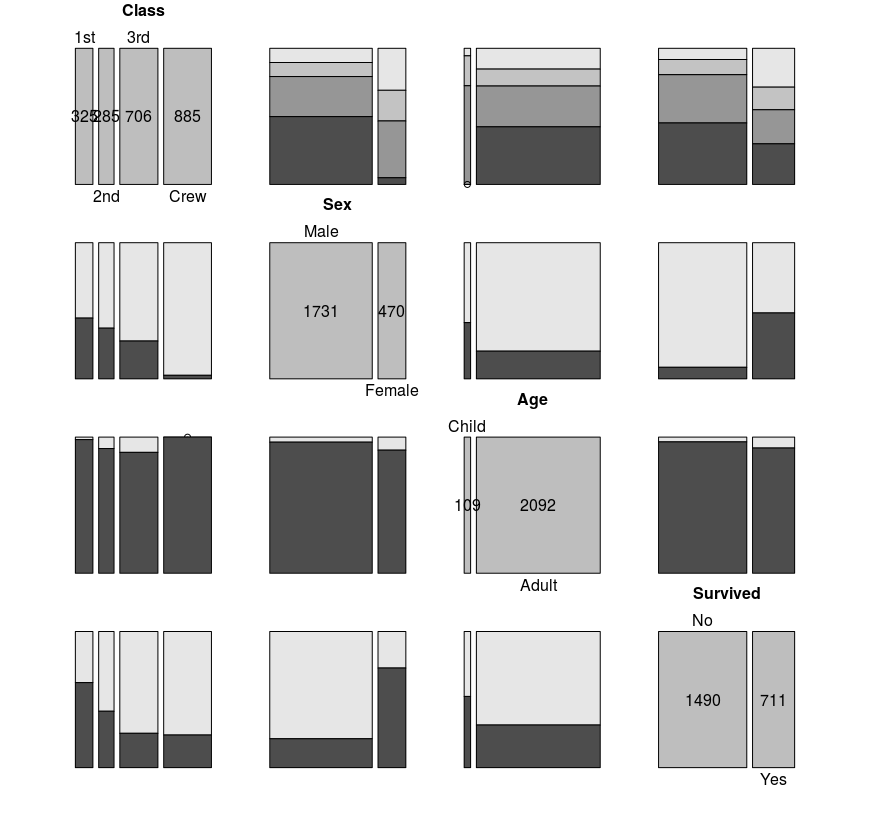 Class
1st 3rd
325 285 706 885
2nd Crew
Sex
Male
1731 470
Female
Age
Child
109 2092
Adult
Survived
No
1490 711
Yes